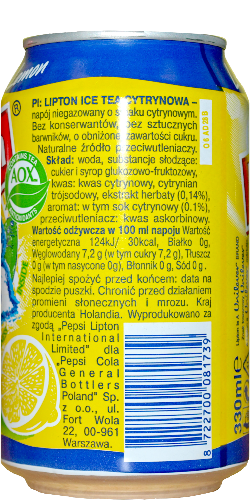 emon
PI: LIPTON ICE TEA CYTRYNOWA –
napój niegazowany o smaku cytrynowym.
Bez konserwantów, bez sztucznych
barwników, o obniżonej zawartości cukru.
Naturalne źródło przeciwutleniaczy.
Skład: woda, substancje słodzące:
cukier i syrop glukozowo-fruktozowy,
kwas: kwas cytrynowy, cytrynian
trójsodowy, ekstrakt herbaty (0,14%),
aromat: w tym sok cytrynowy (0,1%),
przeciwutleniacz: kwas askorbinowy.
Wartość odżywcza w 100 ml napoju Wartość
energetyczna 124kJ/ 30kcal, Białko 0g,
Węglowodany 7,2 g (w tym cukry 7,2 g), Tłuszcz
0 g (w tym nasycone 0g), Błonnik 0 g, Sód 0g .
Najlepiej spożyć przed końcem: data na
spodzie puszki. Chronić przed działaniem
promieni słonecznych i mrozu. Kraj
producenta Holandia. Wyprodukowano za
zgodą „Pepsi Lipton
International
Limited" dla
„Pepsi Cola
General
Bottlers
Poland" Sp.
z o.o., ul.
Fort Wola
22, 00-961
Warszawa.
8 722700 081739
AOX
330ml